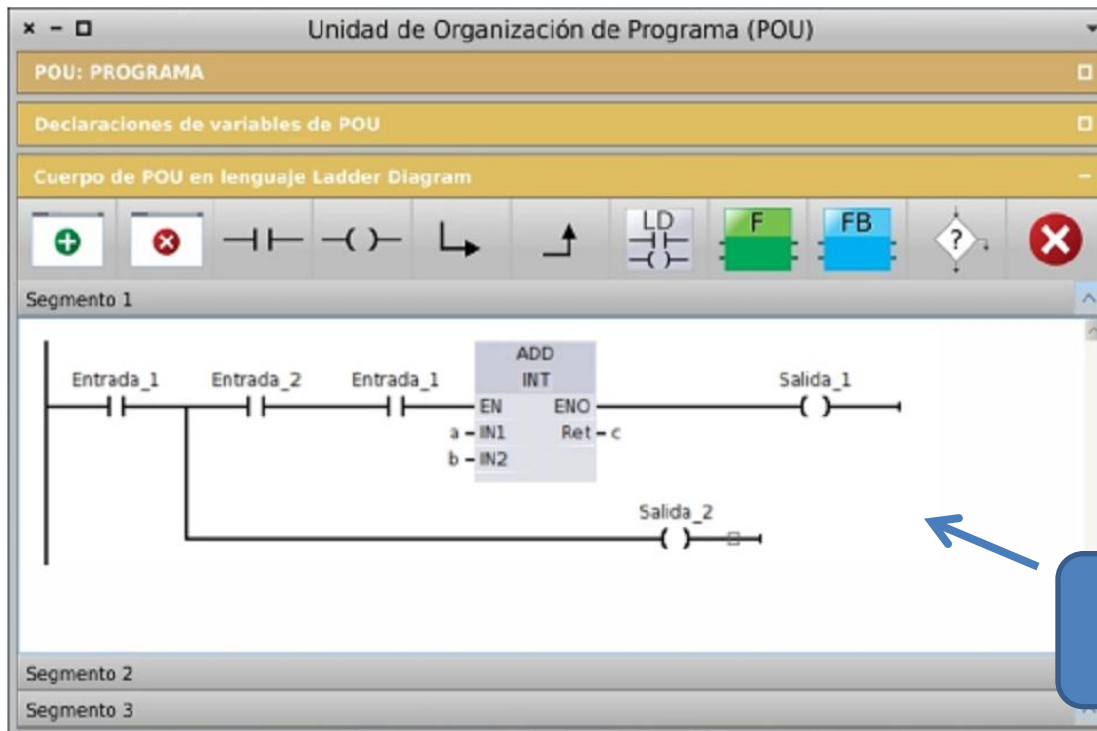 Unidad de Organización de Programa (POU)
POU: PROGRAMA
Declaraciones de variables de POU
Cuerpo de POU en lenguaje Ladder Diagram
LD F FB ?
Segmento 1
ADD
Entrada_1 Entrada_2 Entrada_1 INT Salida_1
EN ENO
a IN1 Ret c
b IN2
Salida_2
Segmento 2
Segmento 3